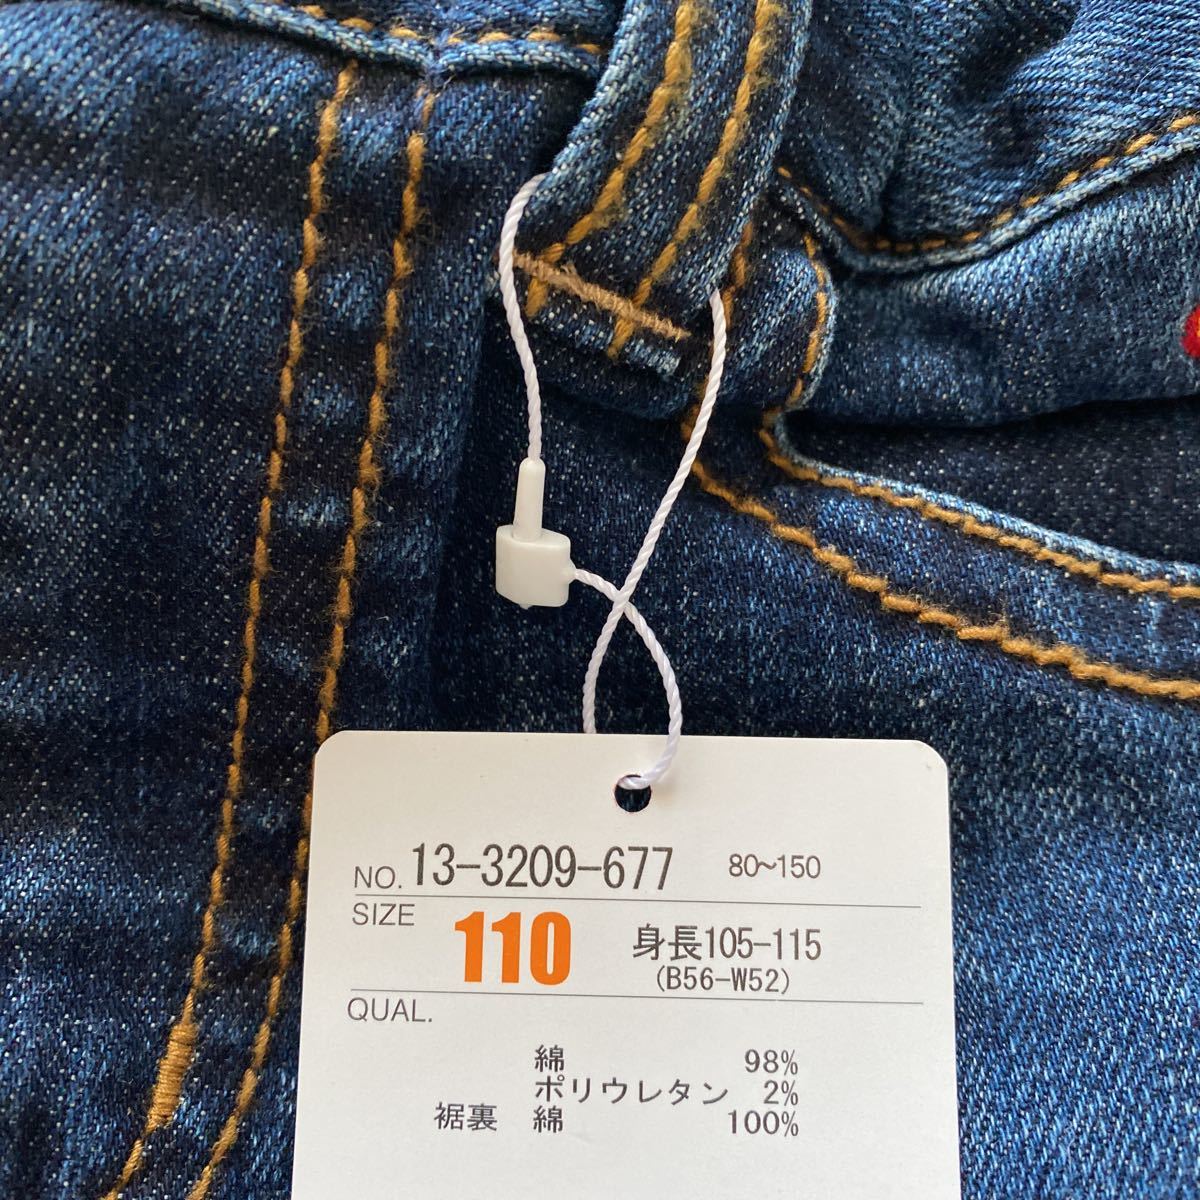 NO. 13-3209-677 80~150
SIZE 110 身長105-115
(B56-W52)
QUAL.
綿 98%
ポリウレタン 2%
裾裏 綿 100%